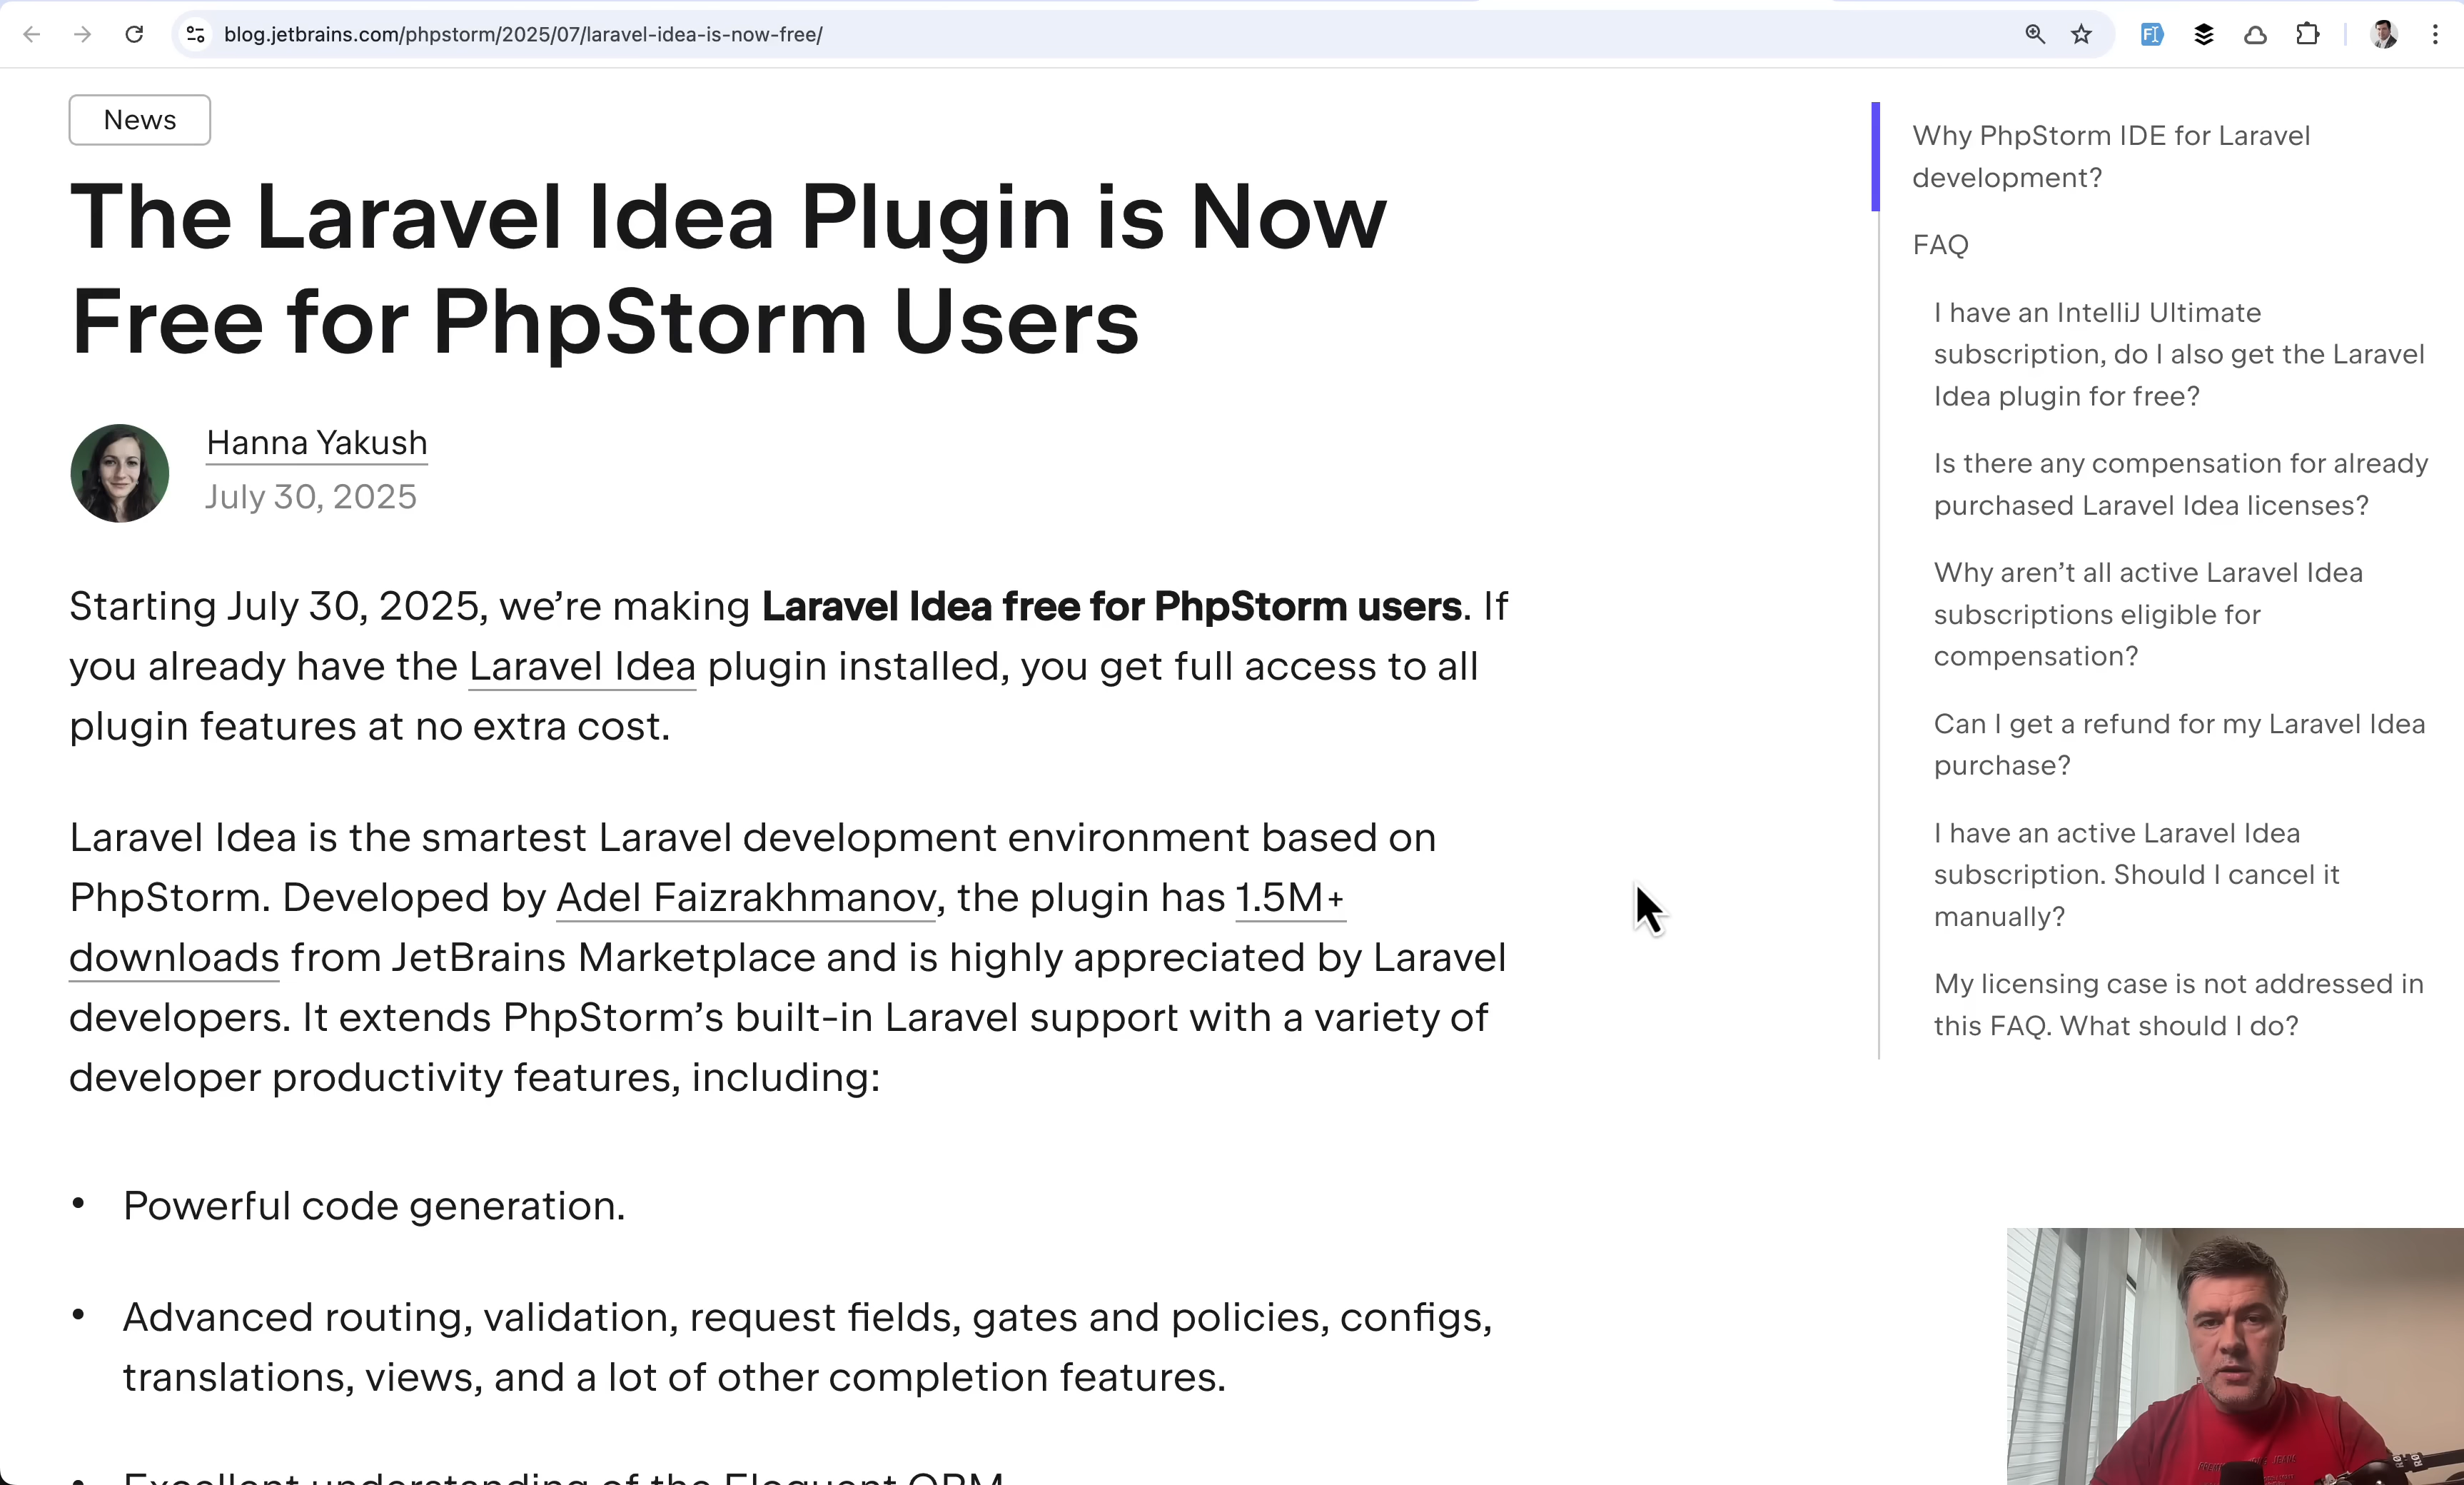 blog.jetbrains.com/phpstorm/2025/07/laravel-idea-is-now-free/
News
The Laravel Idea Plugin is Now
Free for PhpStorm Users
Hanna Yakush
July 30, 2025
Starting July 30, 2025, we’re making Laravel Idea free for PhpStorm users. If
you already have the Laravel Idea plugin installed, you get full access to all
plugin features at no extra cost.
Laravel Idea is the smartest Laravel development environment based on
PhpStorm. Developed by Adel Faizrakhmanov, the plugin has 1.5M+
downloads from JetBrains Marketplace and is highly appreciated by Laravel
developers. It extends PhpStorm’s built-in Laravel support with a variety of
developer productivity features, including:
• Powerful code generation.
• Advanced routing, validation, request fields, gates and policies, configs,
translations, views, and a lot of other completion features.
• Excellent understanding of the Eloquent ORM
Why PhpStorm IDE for Laravel
development?
FAQ
I have an IntelliJ Ultimate
subscription, do I also get the Laravel
Idea plugin for free?
Is there any compensation for already
purchased Laravel Idea licenses?
Why aren’t all active Laravel Idea
subscriptions eligible for
compensation?
Can I get a refund for my Laravel Idea
purchase?
I have an active Laravel Idea
subscription. Should I cancel it
manually?
My licensing case is not addressed in
this FAQ. What should I do?